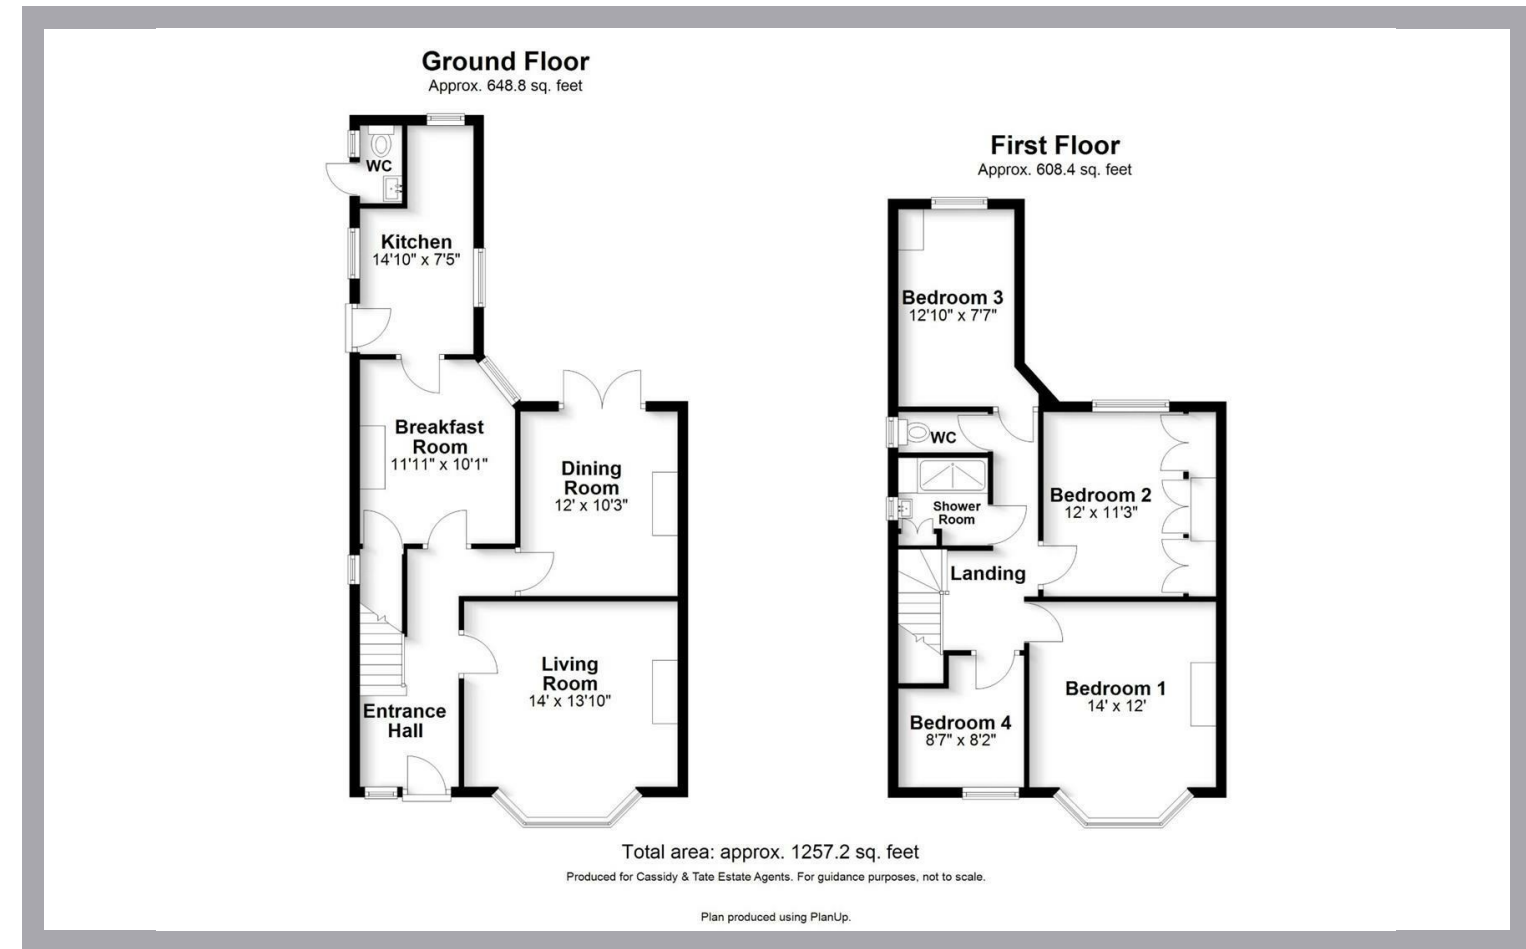 Ground Floor
Approx. 648.8 sq. feet
WC
Kitchen
14'10" x 7'5"
Breakfast
Room
11'11" x 10'1"
Dining
Room
12' x 10'3"
Living
Room
14' x 13'10"
Entrance
Hall
First Floor
Approx. 608.4 sq. feet
Bedroom 3
12'10" x 7'7"
WC
Shower
Room
Bedroom 2
12' x 11'3"
Landing
Bedroom 1
14' x 12'
Bedroom 4
8'7" x 8'2"
Total area: approx. 1257.2 sq. feet
Produced for Cassidy & Tate Estate Agents. For guidance purposes, not to scale.
Plan produced using PlanUp.